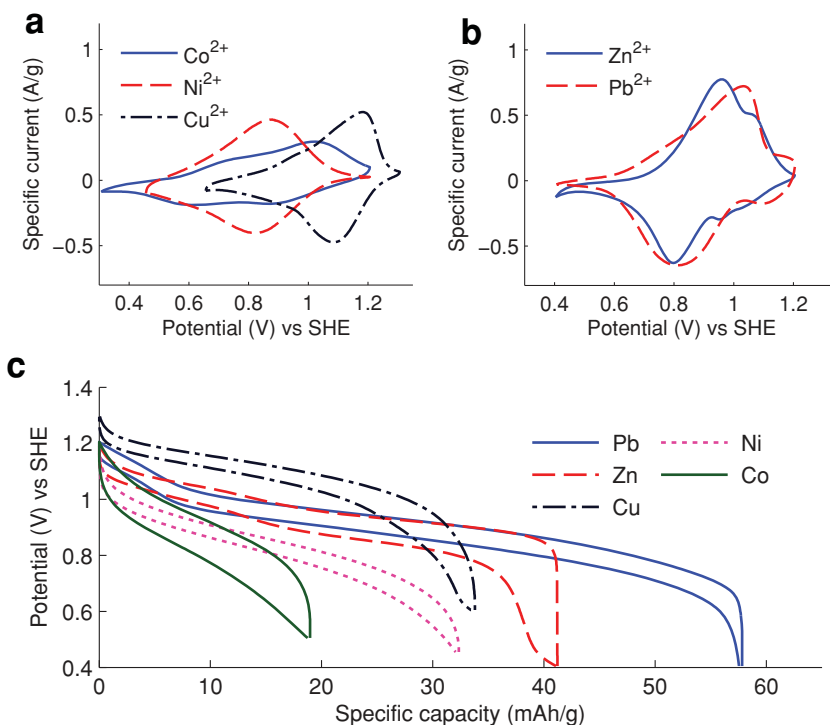 a
1
0.5
0
−0.5
Specific current (A/g)
Co2+
Ni2+
Cu2+
0.4 0.6 0.8 1 1.2
Potential (V) vs SHE
b
1
0.5
0
−0.5
Specific current (A/g)
Zn2+
Pb2+
0.4 0.6 0.8 1 1.2
Potential (V) vs SHE
c
1.4
1.2
1.0
0.8
0.6
0.4
Potential (V) vs SHE
Pb
Zn
Cu
Ni
Co
0 10 20 30 40 50 60
Specific capacity (mAh/g)